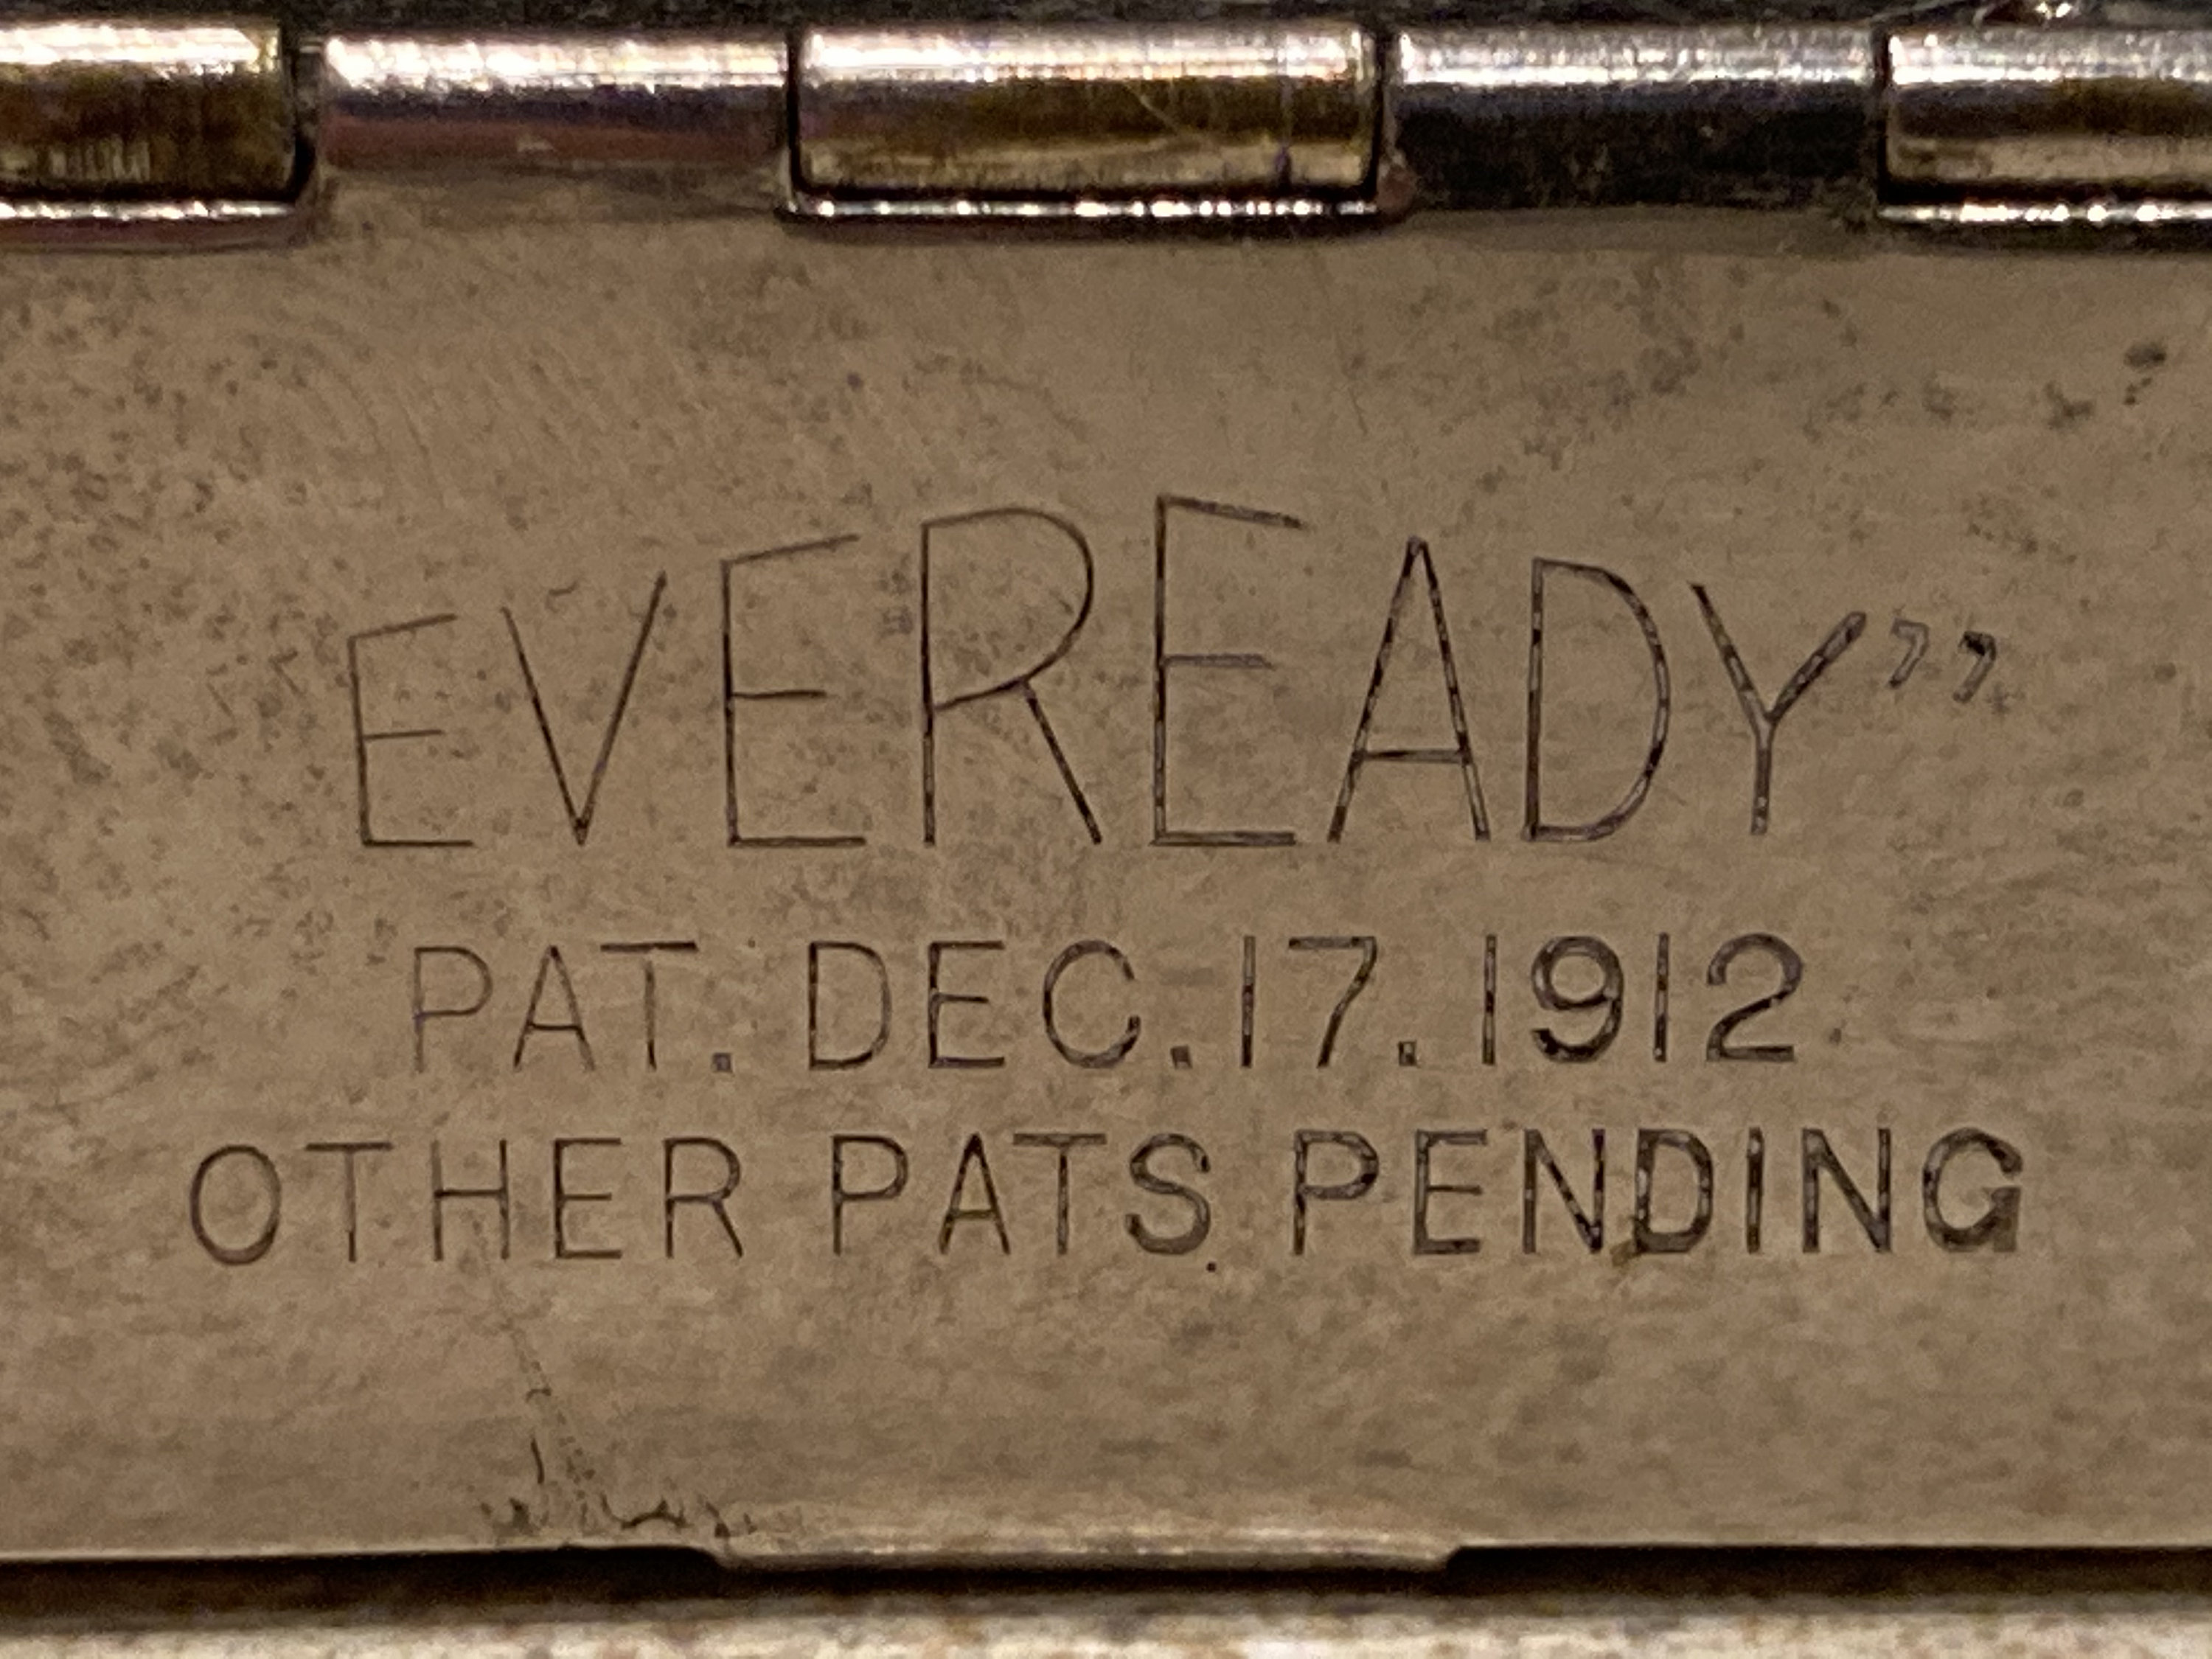 "EVEREADY"
PAT. DEC. 17. 1912
OTHER PATS. PENDING